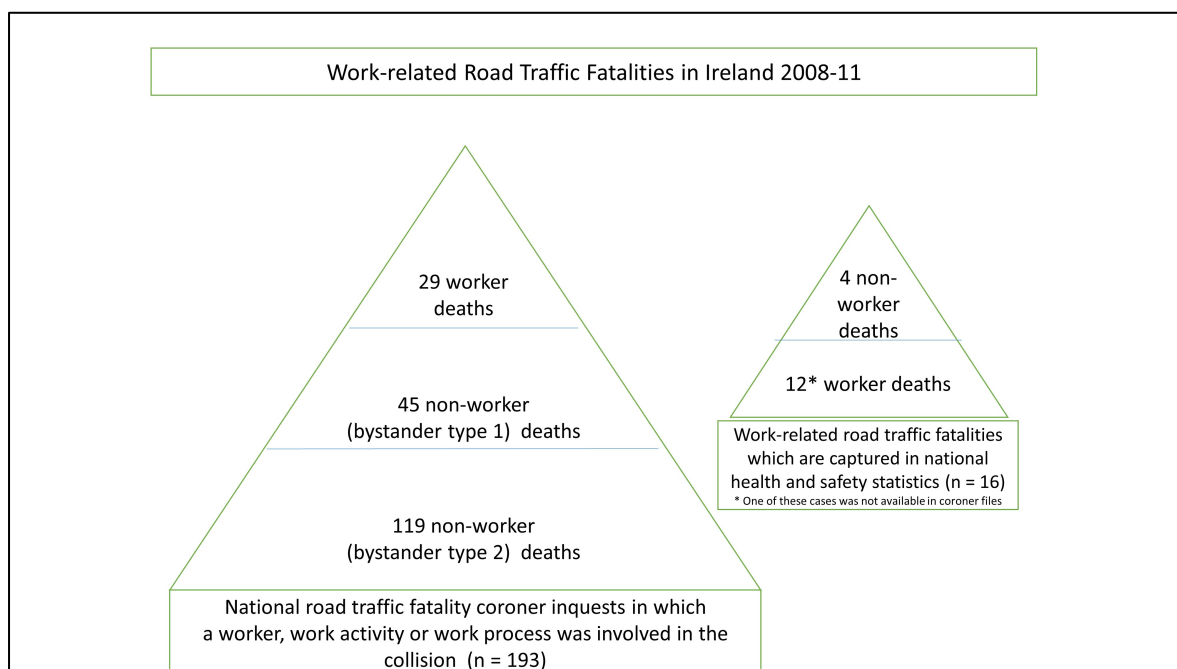 Work-related Road Traffic Fatalities in Ireland 2008-11
29 worker
deaths
45 non-worker
(bystander type 1)  deaths
119 non-worker
(bystander type 2)  deaths
National road traffic fatality coroner inquests in which
a worker, work activity or work process was involved in the
collision  (n = 193)
4 non-
worker
deaths
12* worker deaths
Work-related road traffic fatalities
which are captured in national
health and safety statistics (n = 16)
* One of these cases was not available in coroner files